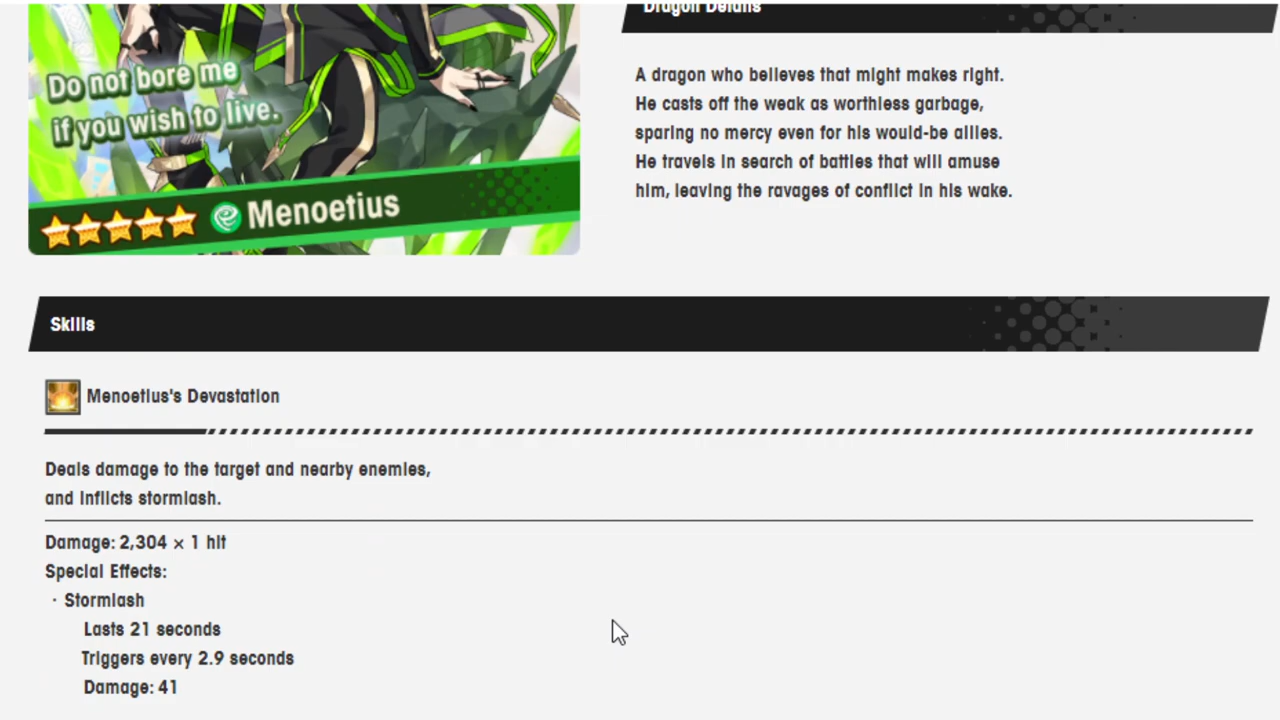 Dragon Details
Do not bore me
if you wish to live.
Menoetius
A dragon who believes that might makes right.
He casts off the weak as worthless garbage,
sparing no mercy even for his would-be allies.
He travels in search of battles that will amuse
him, leaving the ravages of conflict in his wake.
Skills
Menoetius's Devastation
Deals damage to the target and nearby enemies,
and inflicts stormlash.
Damage: 2,304 × 1 hit
Special Effects:
· Stormlash
Lasts 21 seconds
Triggers every 2.9 seconds
Damage: 41